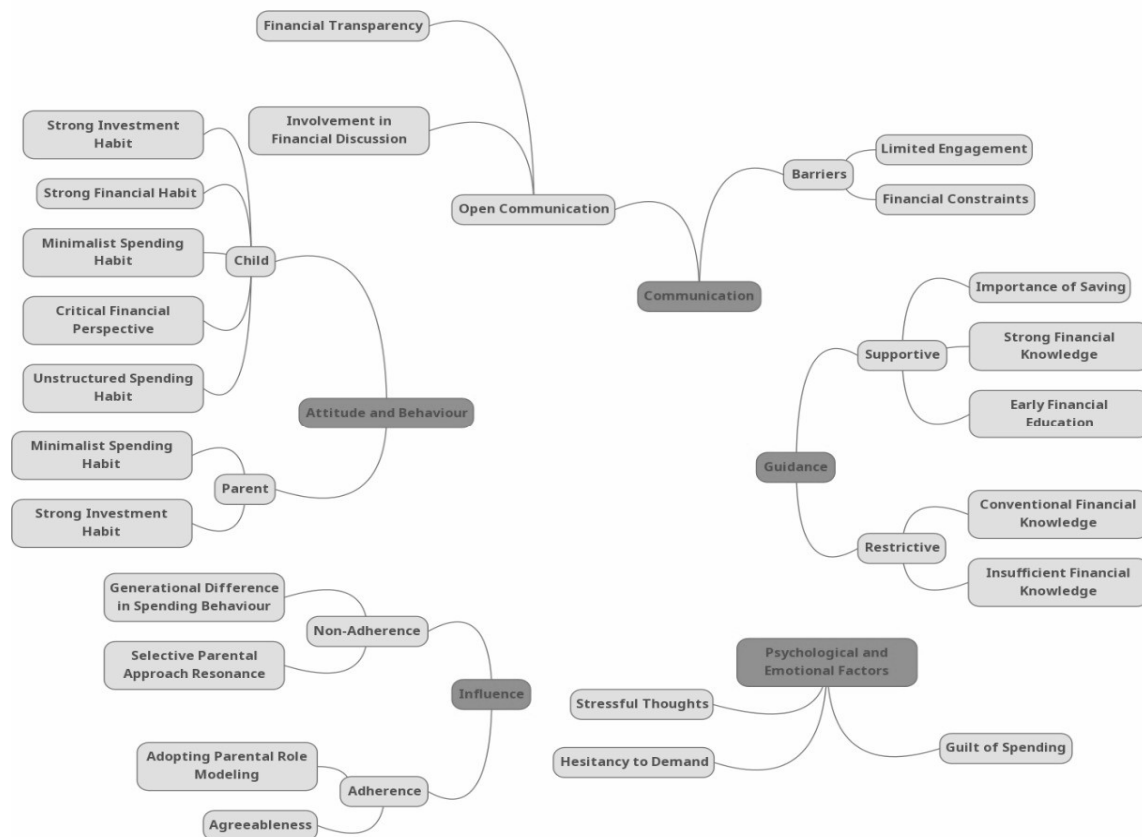 Financial Transparency
Involvement in
Financial Discussion
Open Communication
Barriers
Limited Engagement
Financial Constraints
Communication
Strong Investment
Habit
Strong Financial Habit
Minimalist Spending
Habit
Critical Financial
Perspective
Unstructured Spending
Habit
Child
Attitude and Behaviour
Parent
Minimalist Spending
Habit
Strong Investment
Habit
Importance of Saving
Strong Financial
Knowledge
Early Financial
Education
Supportive
Guidance
Restrictive
Conventional Financial
Knowledge
Insufficient Financial
Knowledge
Generational Difference
in Spending Behaviour
Selective Parental
Approach Resonance
Non-Adherence
Influence
Adherence
Adopting Parental Role
Modeling
Agreeableness
Psychological and
Emotional Factors
Stressful Thoughts
Hesitancy to Demand
Guilt of Spending